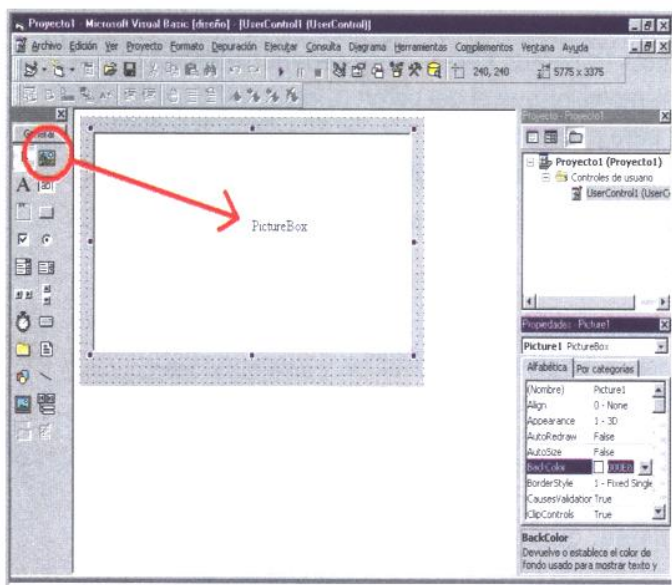 Proyecto1 - Microsoft Visual Basic [diseño] - [UserControl1 (UserControl)]
Archivo Edición Ver Proyecto Formato Depuración Ejecutar Consulta Diagrama Herramientas Complementos Ventana Ayuda
240, 240 5775 x 3375
Proyecto - Proyecto1
General
Proyecto1 (Proyecto1)
Controles de usuario
UserControl1 (UserC
A ab
PictureBox
Propiedades - Picture1
Picture1 PictureBox
Alfabética Por categorías
(Nombre) Picture1
Align 0 - None
Appearance 1 - 3D
AutoRedraw False
AutoSize False
BackColor
BorderStyle 1 - Fixed Single
CausesValidation True
ClipControls True
BackColor
Devuelve o establece el color de
fondo usado para mostrar texto y